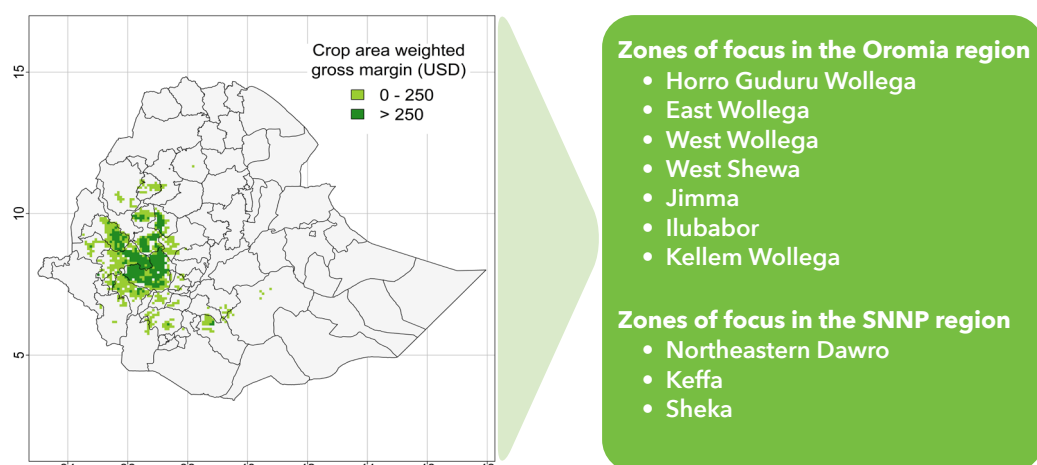 Crop area weighted
gross margin (USD)
0 - 250
> 250
15
10
5
Zones of focus in the Oromia region
• Horro Guduru Wollega
• East Wollega
• West Wollega
• West Shewa
• Jimma
• Ilubabor
• Kellem Wollega
Zones of focus in the SNNP region
• Northeastern Dawro
• Keffa
• Sheka